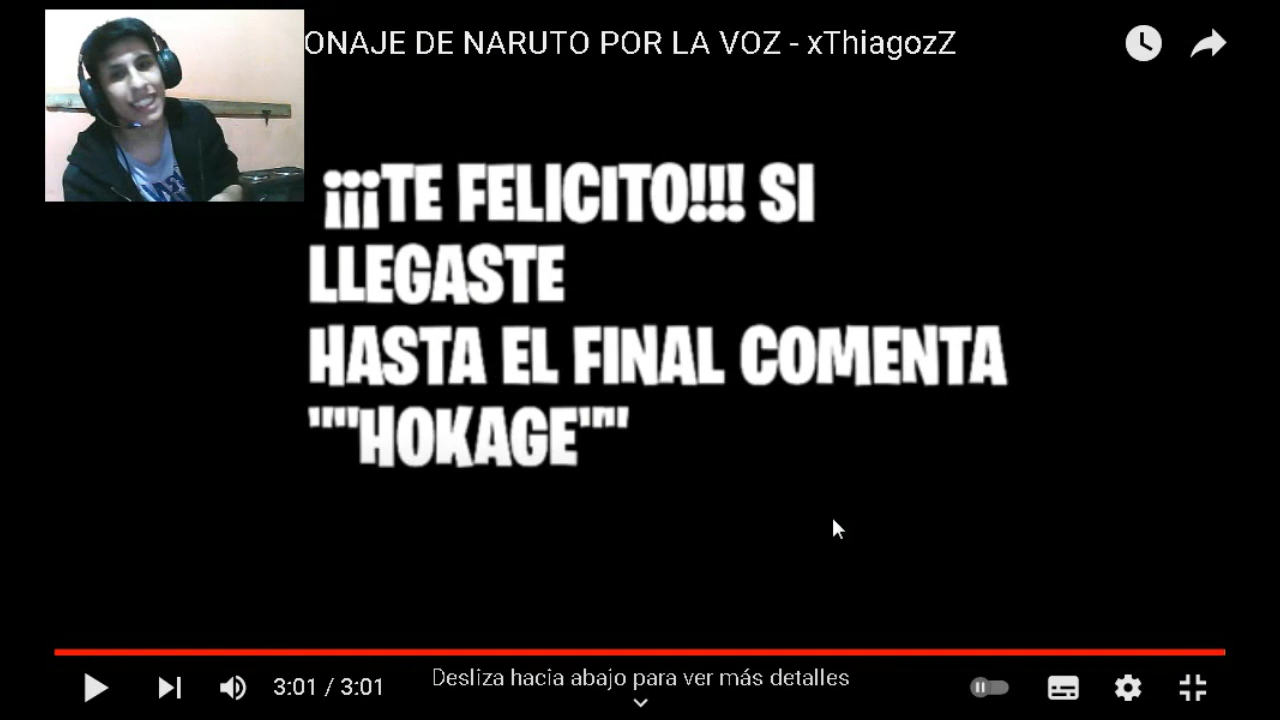 ONAJE DE NARUTO POR LA VOZ - xThiagozZ
¡¡¡TE FELICITO!!! SI
LLEGASTE
HASTA EL FINAL COMENTA
""HOKAGE""
3:01 / 3:01
Desliza hacia abajo para ver más detalles